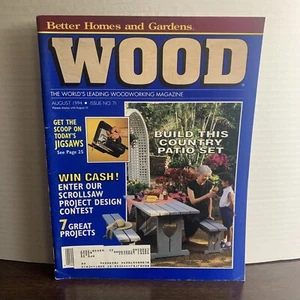 Better Homes and Gardens
WOOD
THE WORLD'S LEADING WOODWORKING MAGAZINE
AUGUST 1994 • ISSUE NO. 71
GET THE
SCOOP ON
TODAY'S
JIGSAWS
See Page 25
BUILD THIS
COUNTRY
PATIO SET
WIN CASH!
ENTER OUR
SCROLLSAW
PROJECT DESIGN
CONTEST
7 GREAT
PROJECTS